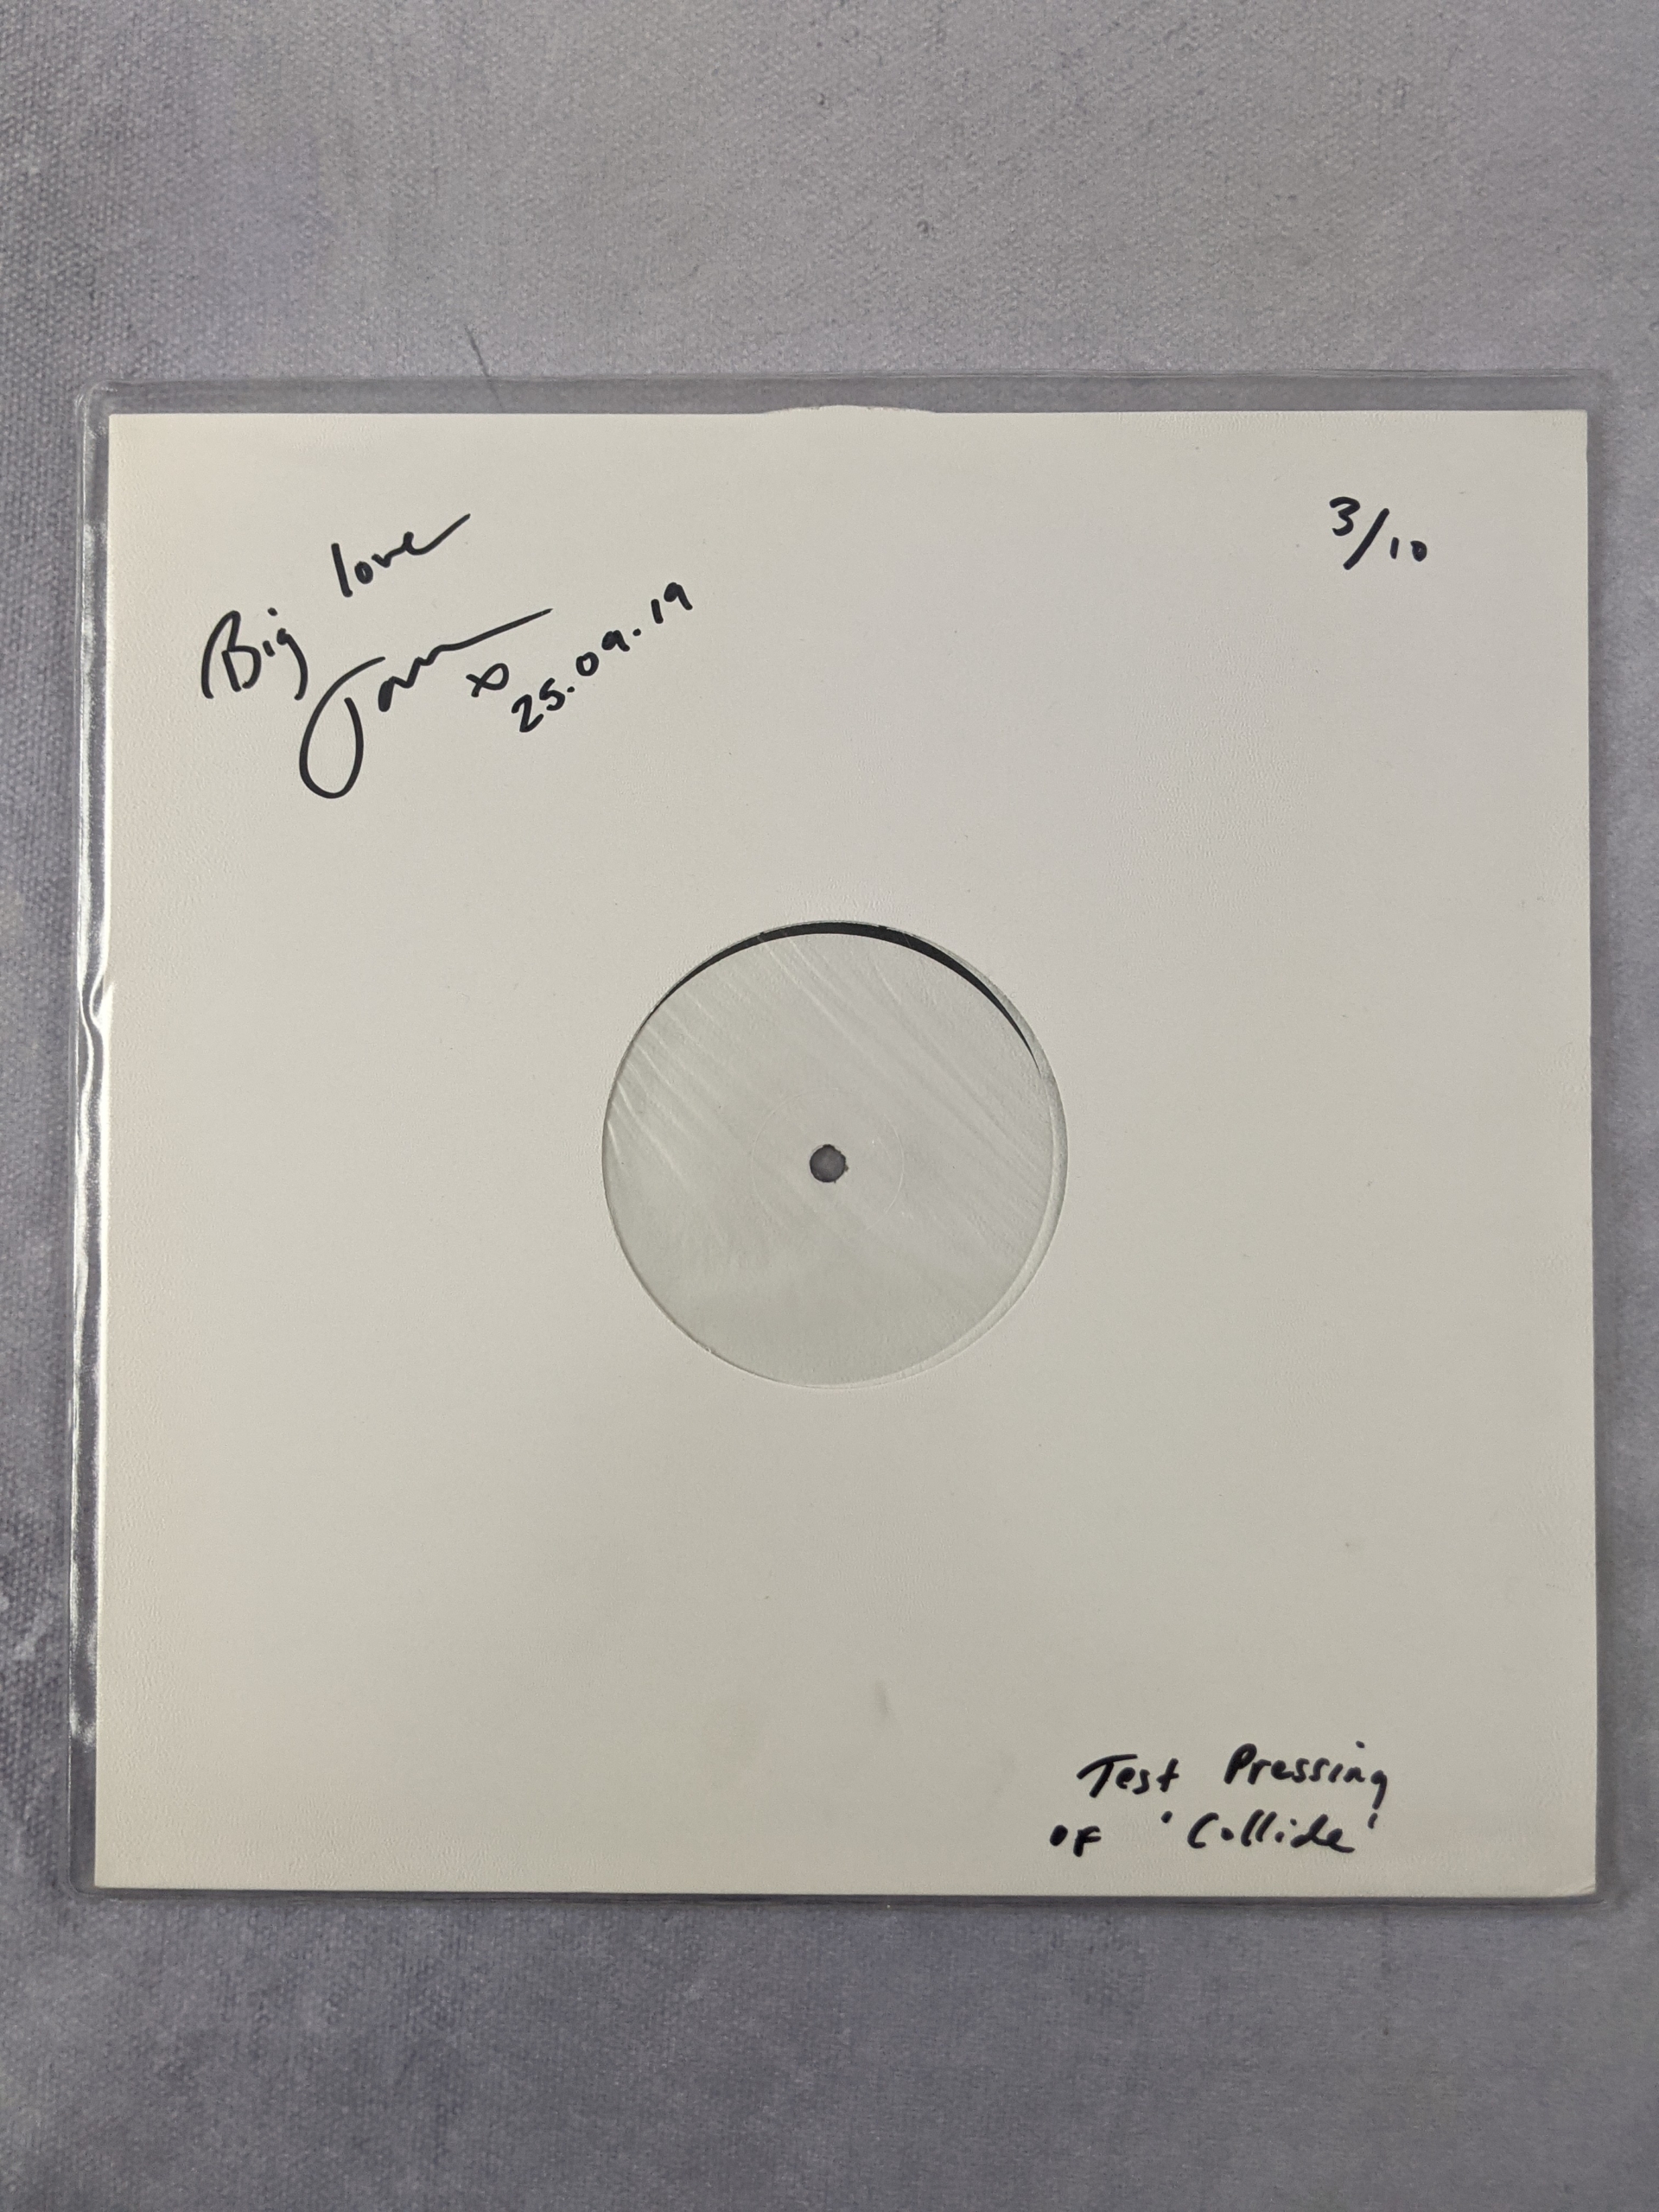 Big love
x
25.09.19
3/10
Test Pressing
of 'Collide'